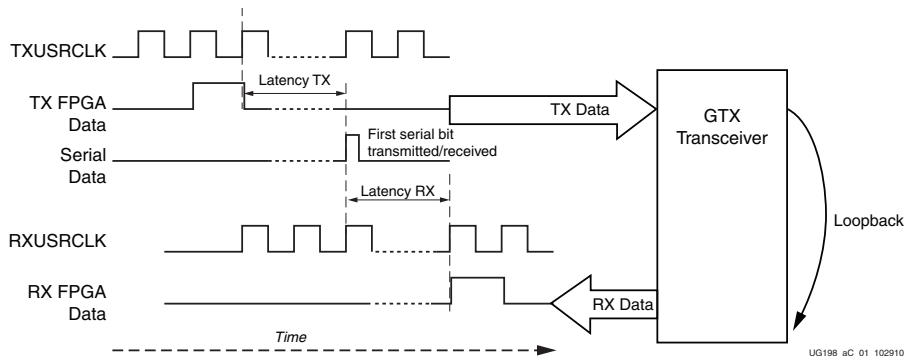 TXUSRCLK
Latency TX
TX FPGA
Data
TX Data
GTX
Transceiver
Serial
Data
First serial bit
transmitted/received
Latency RX
Loopback
RXUSRCLK
RX FPGA
Data
RX Data
Time
UG198_aC_01_102910